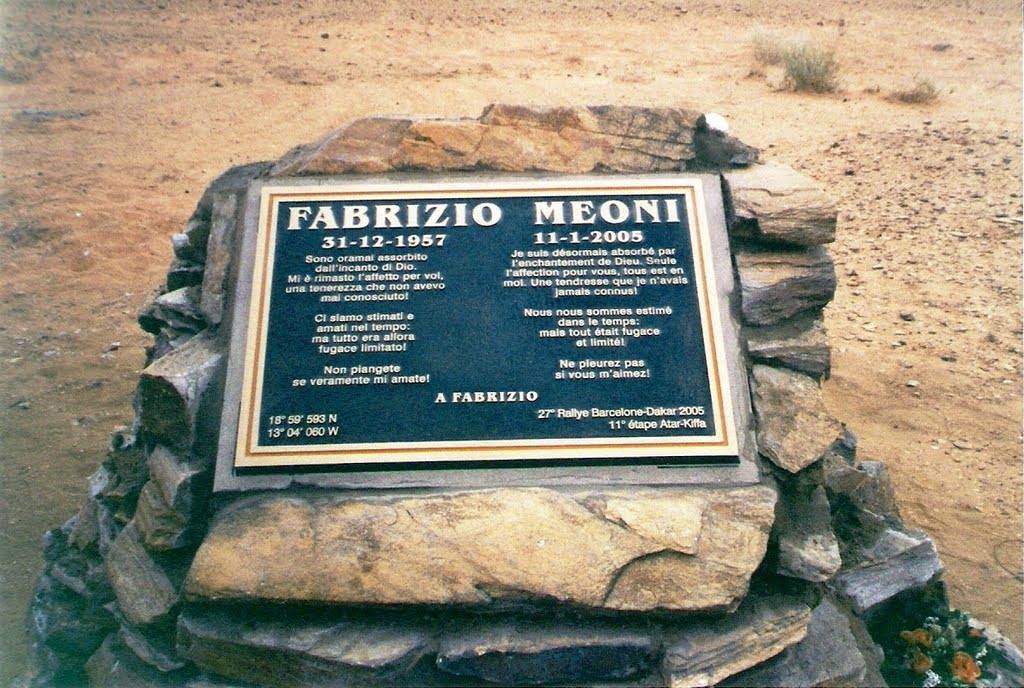 FABRIZIO MEONI
31-12-1957
Sono oramai assorbito
dall'incanto di Dio.
Mi è rimasto l'affetto per voi,
una tenerezza che non avevo
mai conosciuto!
Ci siamo stimati e
amati nel tempo:
ma tutto era allora
fugace limitato!
Non piangete
se veramente mi amate!
11-1-2005
Je suis désormais absorbé par
l'enchantement de Dieu. Seule
l'affection pour vous, tous est en
moi. Une tendresse que je n'avais
jamais connus!
Nous nous sommes estimé
dans le temps:
mais tout était fugace
et limité!
Ne pleurez pas
si vous m'aimez!
A FABRIZIO
18° 59' 593 N
13° 04' 060 W
27° Rallye Barcelone-Dakar 2005
11° étape Atar-Kiffa